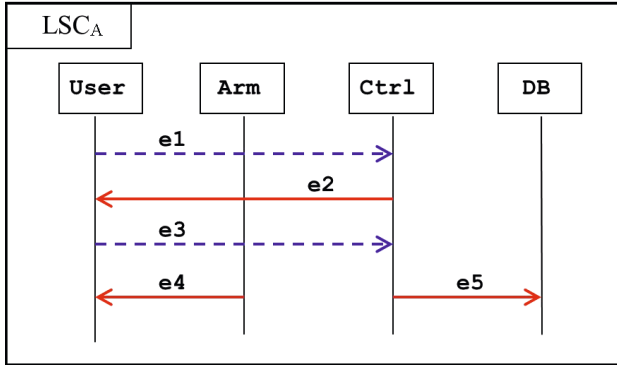 LSCA
User Arm Ctrl DB
e1
e2
e3
e4 e5